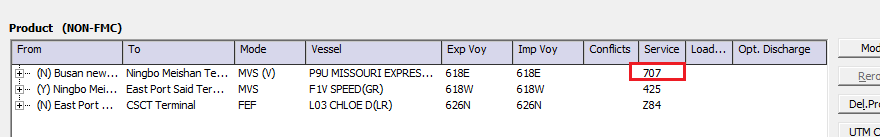 Product (NON-FMC)
From To Mode Vessel Exp Voy Imp Voy Conflicts Service Load... Opt. Discharge
(N) Busan new... Ningbo Meishan Te... MVS (V) P9U MISSOURI EXPRES... 618E 618E 707
(Y) Ningbo Meis... East Port Said Ter... MVS F1V SPEED(GR) 618W 618W 425
(N) East Port ... CSCT Terminal FEF L03 CHLOE D(LR) 626N 626N Z84
Mod
Rero
Del.Pro
UTM C